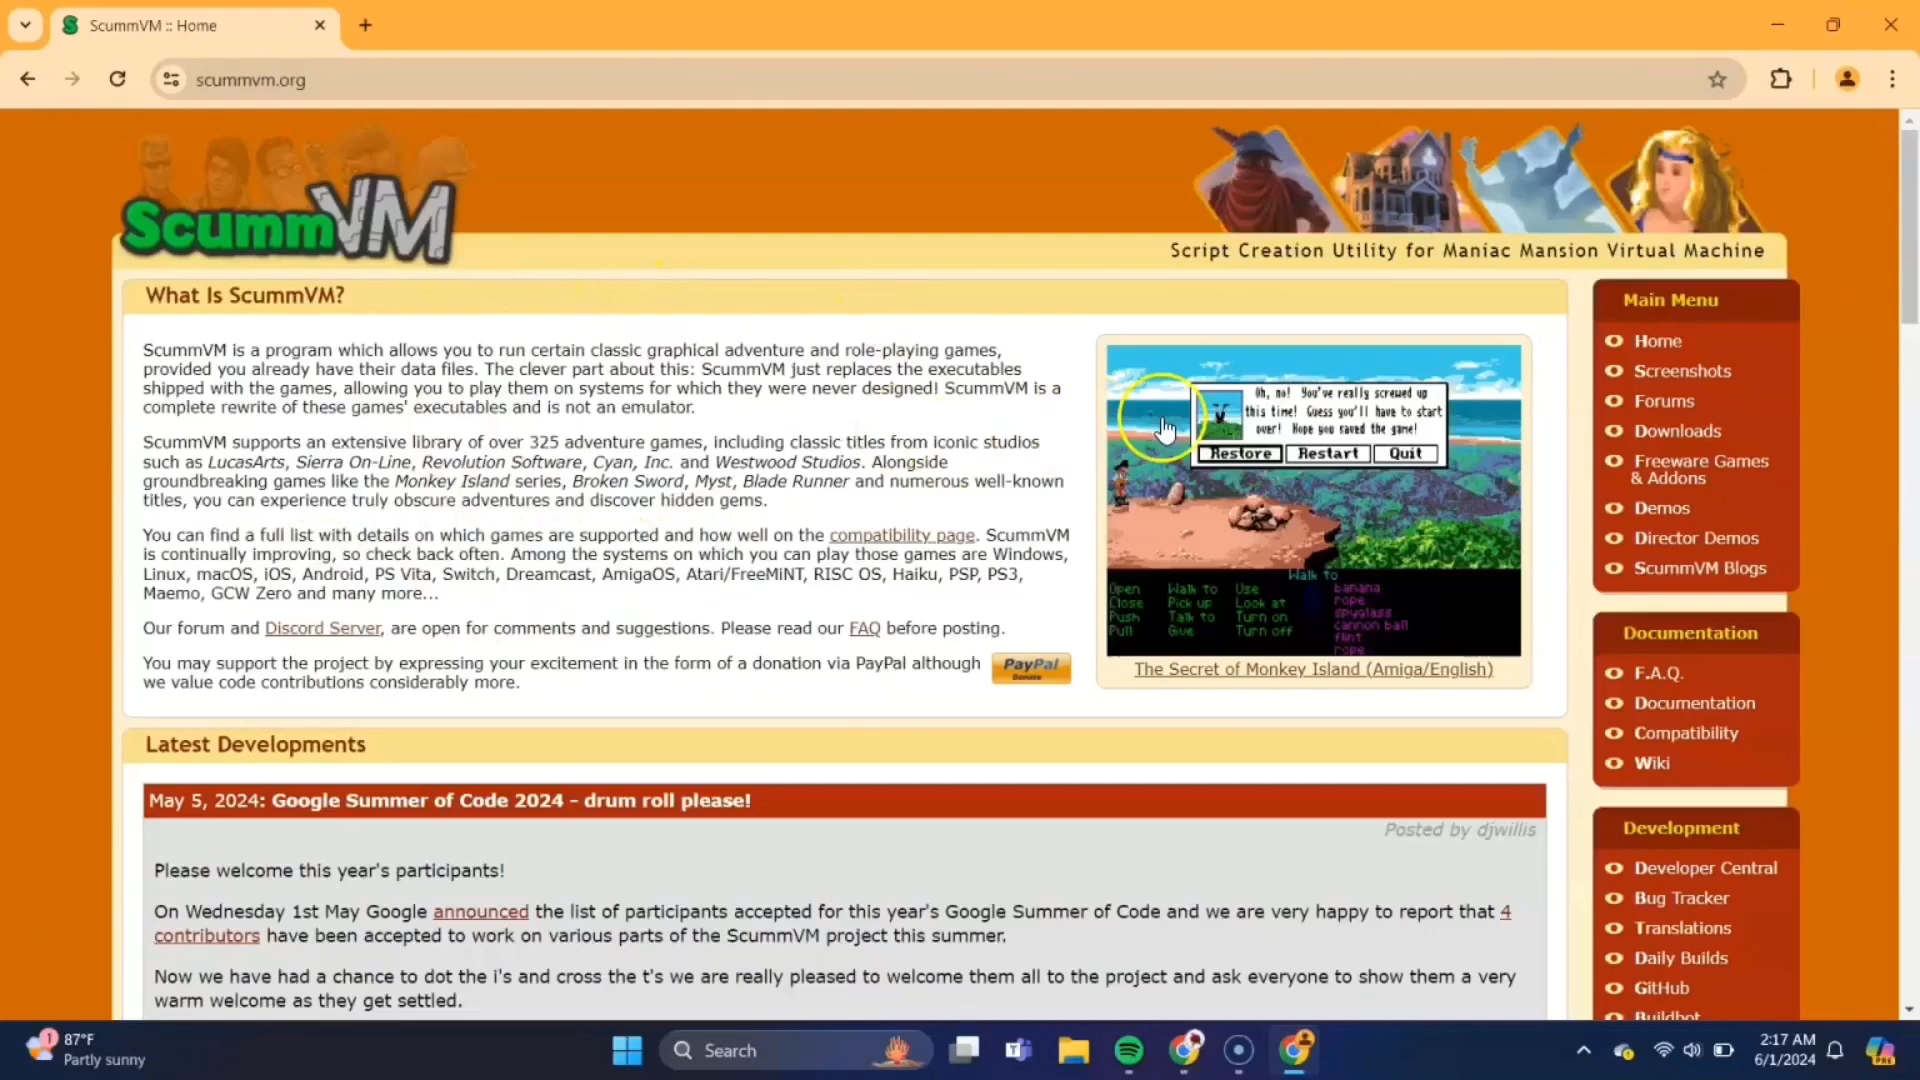 ScummVM :: Home
scummvm.org
ScummVM
Script Creation Utility for Maniac Mansion Virtual Machine
What Is ScummVM?
ScummVM is a program which allows you to run certain classic graphical adventure and role-playing games,
provided you already have their data files. The clever part about this: ScummVM just replaces the executables
shipped with the games, allowing you to play them on systems for which they were never designed! ScummVM is a
complete rewrite of these games' executables and is not an emulator.
ScummVM supports an extensive library of over 325 adventure games, including classic titles from iconic studios
such as LucasArts, Sierra On-Line, Revolution Software, Cyan, Inc. and Westwood Studios. Alongside
groundbreaking games like the Monkey Island series, Broken Sword, Myst, Blade Runner and numerous well-known
titles, you can experience truly obscure adventures and discover hidden gems.
You can find a full list with details on which games are supported and how well on the compatibility page. ScummVM
is continually improving, so check back often. Among the systems on which you can play those games are Windows,
Linux, macOS, iOS, Android, PS Vita, Switch, Dreamcast, AmigaOS, Atari/FreeMiNT, RISC OS, Haiku, PSP, PS3,
Maemo, GCW Zero and many more...
Our forum and Discord Server, are open for comments and suggestions. Please read our FAQ before posting.
You may support the project by expressing your excitement in the form of a donation via PayPal although
we value code contributions considerably more.
PayPal
Donate
Oh, no! You've really screwed up
this time! Guess you'll have to start
over! Hope you saved the game!
Restore Restart Quit
Walk to
Open Walk to Use banana
Close Pick up Look at rope
Push Talk to Turn on spyglass
Pull Give Turn off cannon ball
flint
rope
The Secret of Monkey Island (Amiga/English)
Main Menu
Home
Screenshots
Forums
Downloads
Freeware Games
& Addons
Demos
Director Demos
ScummVM Blogs
Documentation
F.A.Q.
Documentation
Compatibility
Wiki
Development
Developer Central
Bug Tracker
Translations
Daily Builds
GitHub
Buildbot
Latest Developments
May 5, 2024: Google Summer of Code 2024 - drum roll please!
Posted by djwillis
Please welcome this year's participants!
On Wednesday 1st May Google announced the list of participants accepted for this year's Google Summer of Code and we are very happy to report that 4
contributors have been accepted to work on various parts of the ScummVM project this summer.
Now we have had a chance to dot the i's and cross the t's we are really pleased to welcome them all to the project and ask everyone to show them a very
warm welcome as they get settled.
1
87°F
Partly sunny
Search
2:17 AM
6/1/2024
PRE